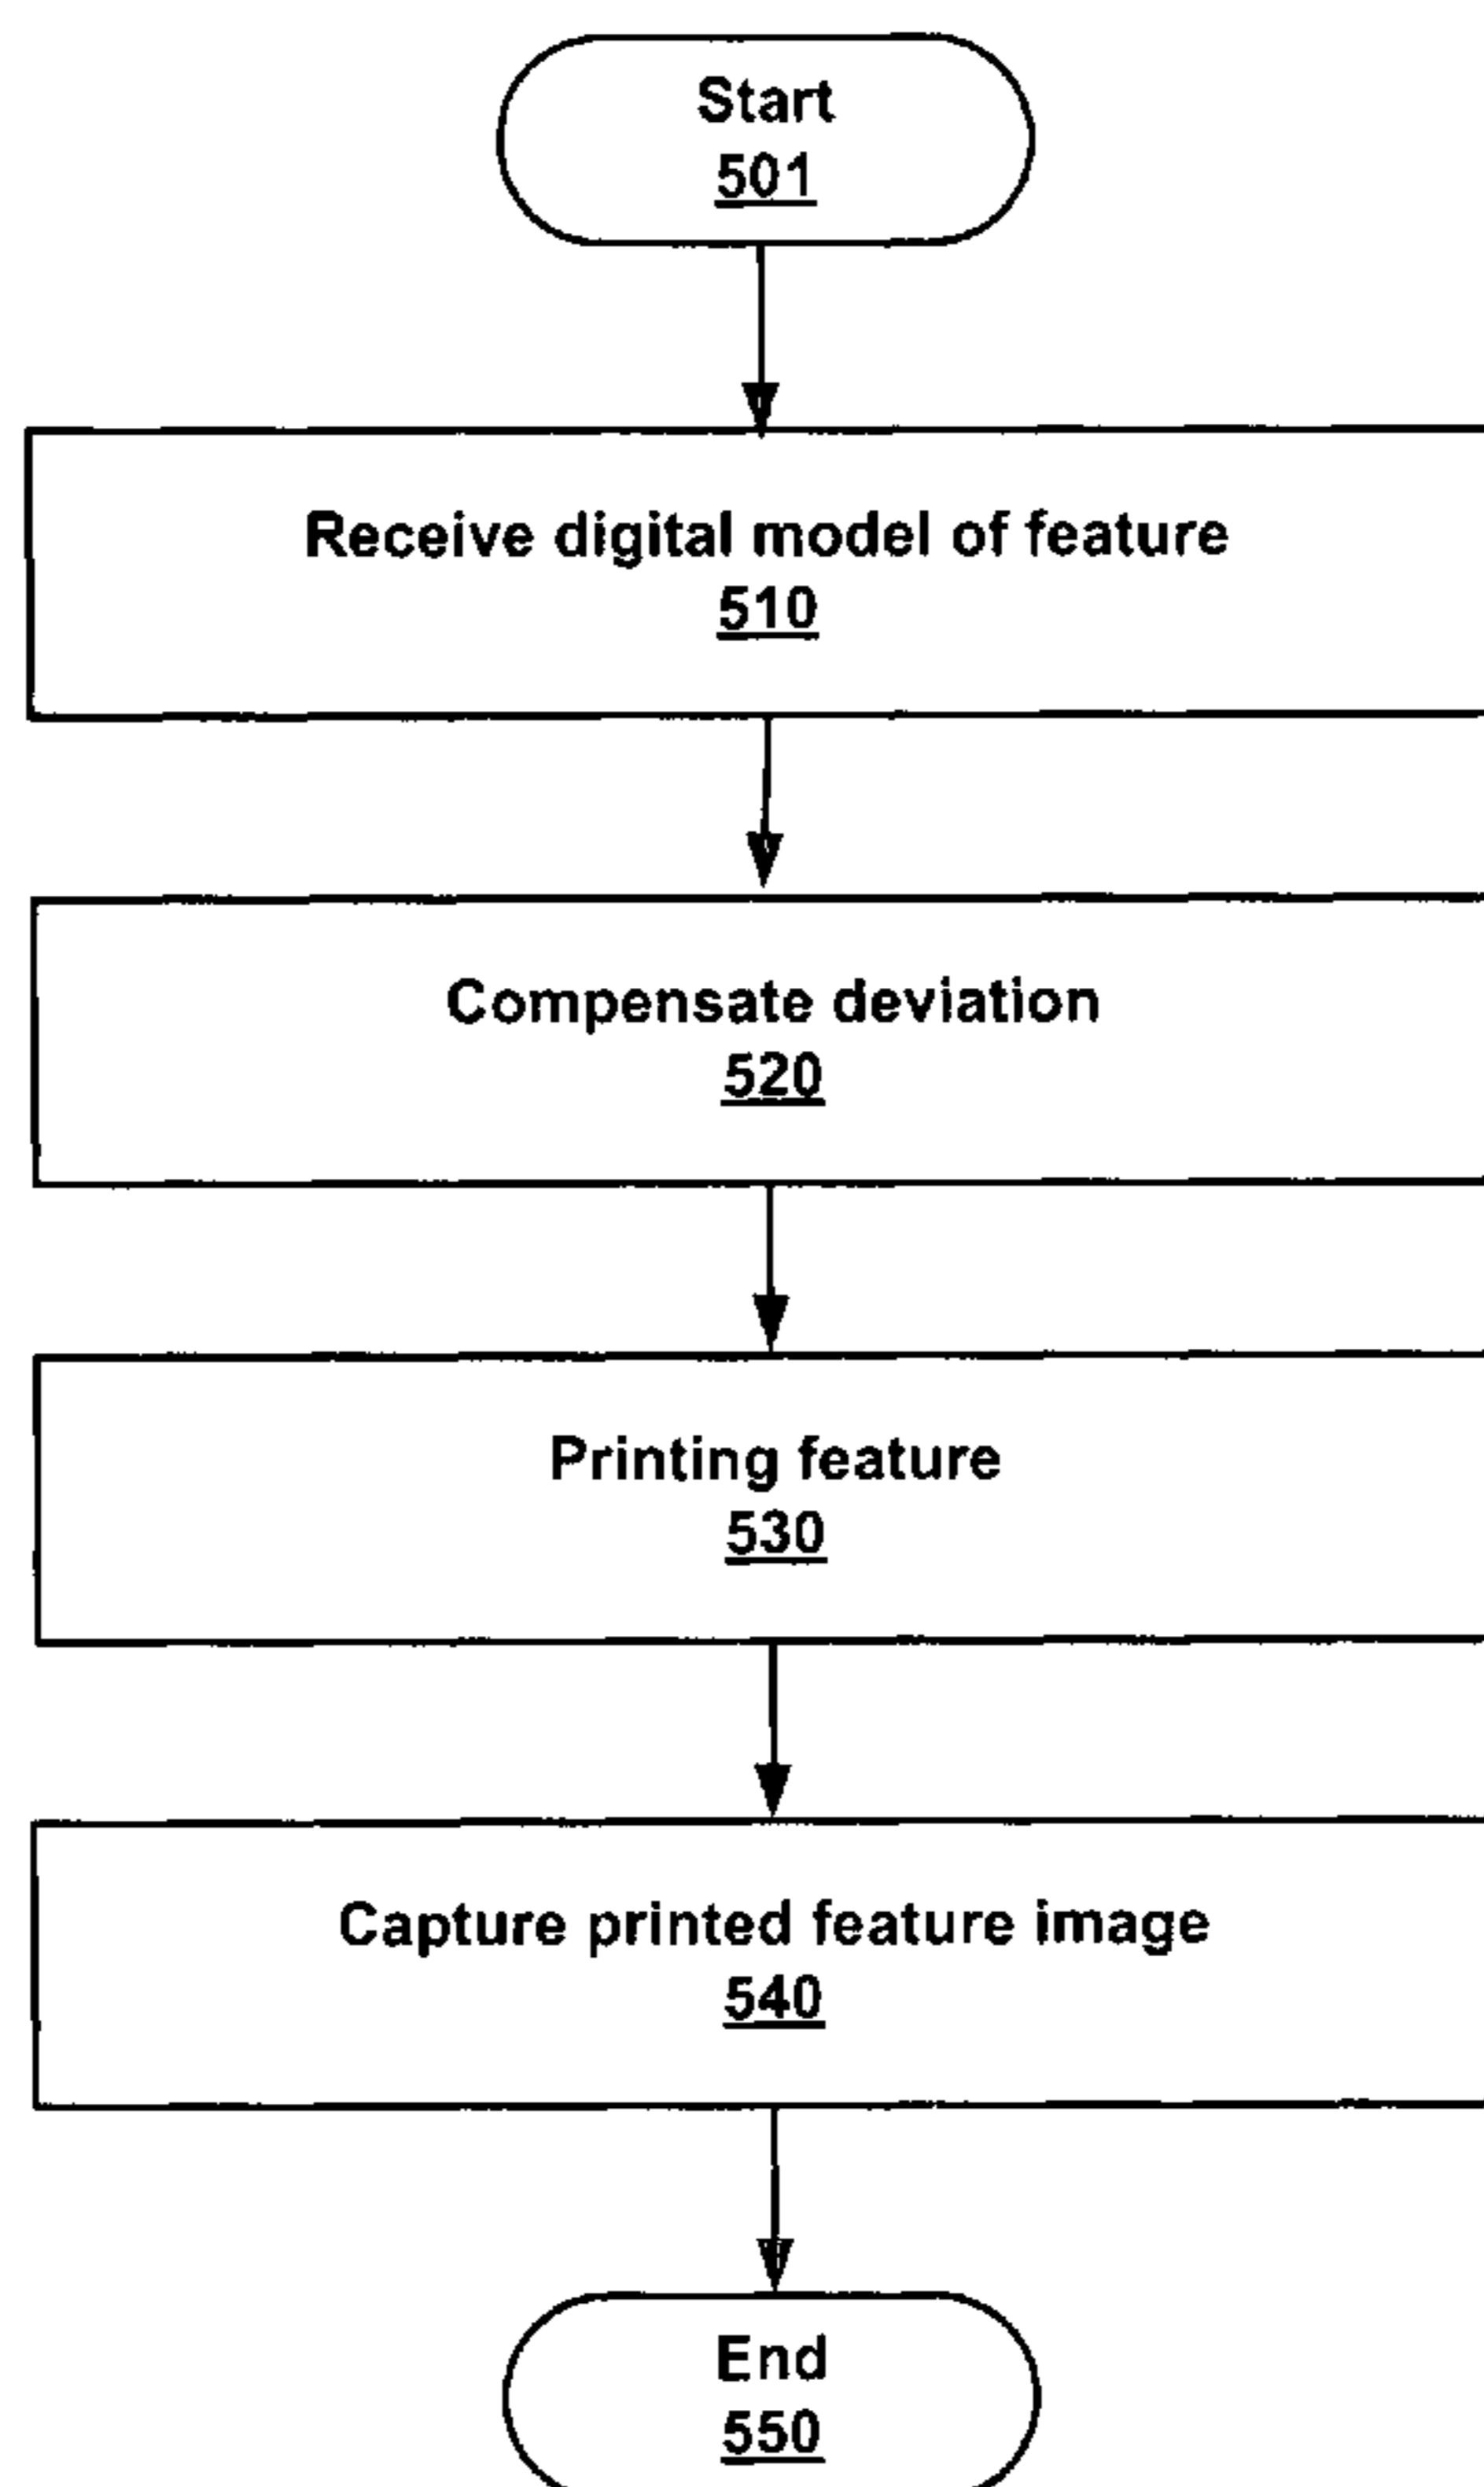 Start
501
Receive digital model of feature
510
Compensate deviation
520
Printing feature
530
Capture printed feature image
540
End
550